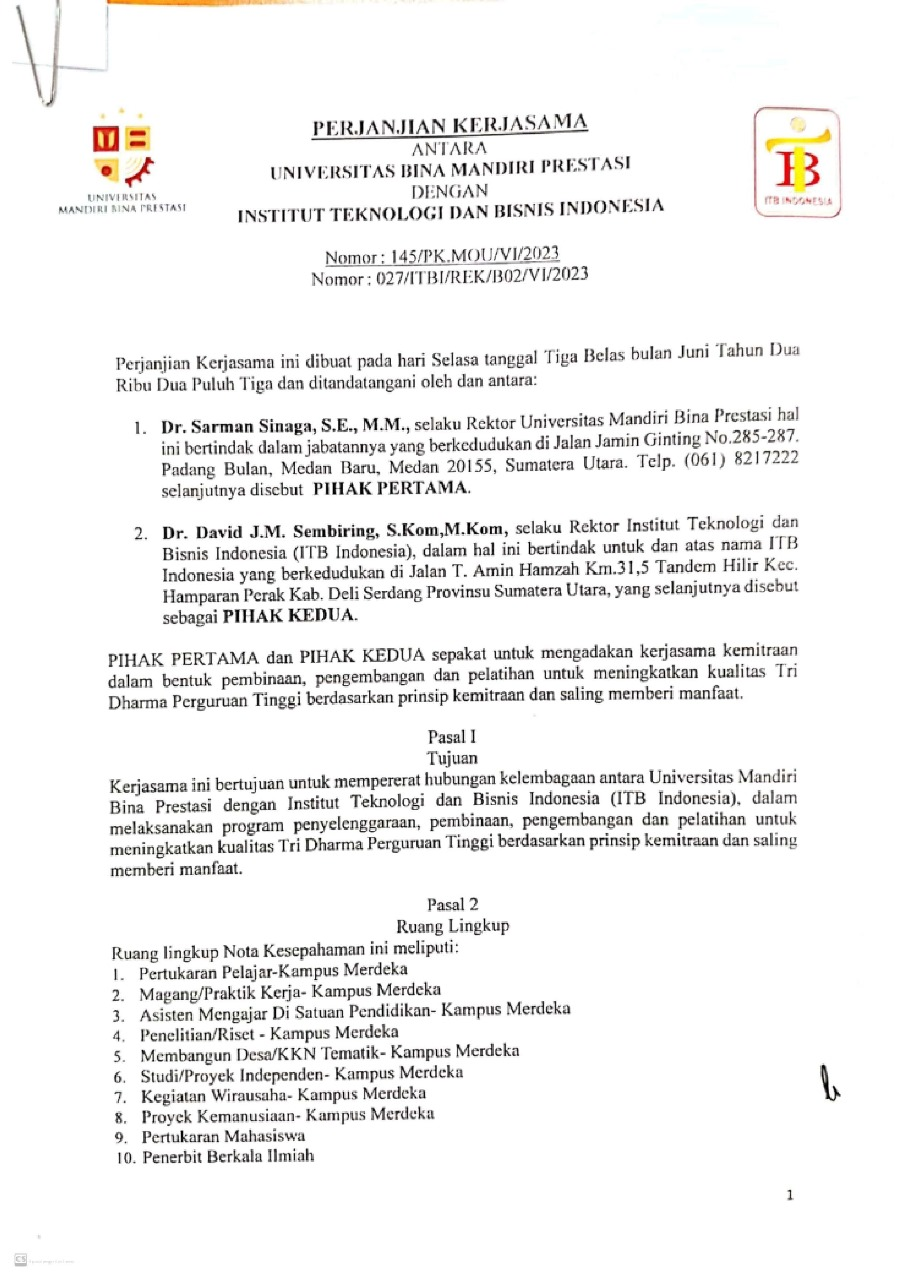 PERJANJIAN KERJASAMA
ANTARA
UNIVERSITAS BINA MANDIRI PRESTASI
DENGAN
INSTITUT TEKNOLOGI DAN BISNIS INDONESIA
UNIVERSITAS
MANDIRI BINA PRESTASI
ITB INDONESIA
Nomor : 145/PK.MOU/VI/2023
Nomor : 027/ITBI/REK/B02/VI/2023
Perjanjian Kerjasama ini dibuat pada hari Selasa tanggal Tiga Belas bulan Juni Tahun Dua
Ribu Dua Puluh Tiga dan ditandatangani oleh dan antara:
1. Dr. Sarman Sinaga, S.E., M.M., selaku Rektor Universitas Mandiri Bina Prestasi hal
ini bertindak dalam jabatannya yang berkedudukan di Jalan Jamin Ginting No.285-287.
Padang Bulan, Medan Baru, Medan 20155, Sumatera Utara. Telp. (061) 8217222
selanjutnya disebut PIHAK PERTAMA.
2. Dr. David J.M. Sembiring, S.Kom,M.Kom, selaku Rektor Institut Teknologi dan
Bisnis Indonesia (ITB Indonesia), dalam hal ini bertindak untuk dan atas nama ITB
Indonesia yang berkedudukan di Jalan T. Amin Hamzah Km.31,5 Tandem Hilir Kec.
Hamparan Perak Kab. Deli Serdang Provinsu Sumatera Utara, yang selanjutnya disebut
sebagai PIHAK KEDUA.
PIHAK PERTAMA dan PIHAK KEDUA sepakat untuk mengadakan kerjasama kemitraan
dalam bentuk pembinaan, pengembangan dan pelatihan untuk meningkatkan kualitas Tri
Dharma Perguruan Tinggi berdasarkan prinsip kemitraan dan saling memberi manfaat.
Pasal 1
Tujuan
Kerjasama ini bertujuan untuk mempererat hubungan kelembagaan antara Universitas Mandiri
Bina Prestasi dengan Institut Teknologi dan Bisnis Indonesia (ITB Indonesia), dalam
melaksanakan program penyelenggaraan, pembinaan, pengembangan dan pelatihan untuk
meningkatkan kualitas Tri Dharma Perguruan Tinggi berdasarkan prinsip kemitraan dan saling
memberi manfaat.
Pasal 2
Ruang Lingkup
Ruang lingkup Nota Kesepahaman ini meliputi:
1. Pertukaran Pelajar-Kampus Merdeka
2. Magang/Praktik Kerja- Kampus Merdeka
3. Asisten Mengajar Di Satuan Pendidikan- Kampus Merdeka
4. Penelitian/Riset - Kampus Merdeka
5. Membangun Desa/KKN Tematik- Kampus Merdeka
6. Studi/Proyek Independen- Kampus Merdeka
7. Kegiatan Wirausaha- Kampus Merdeka
8. Proyek Kemanusiaan- Kampus Merdeka
9. Pertukaran Mahasiswa
10. Penerbit Berkala Ilmiah
1
CS